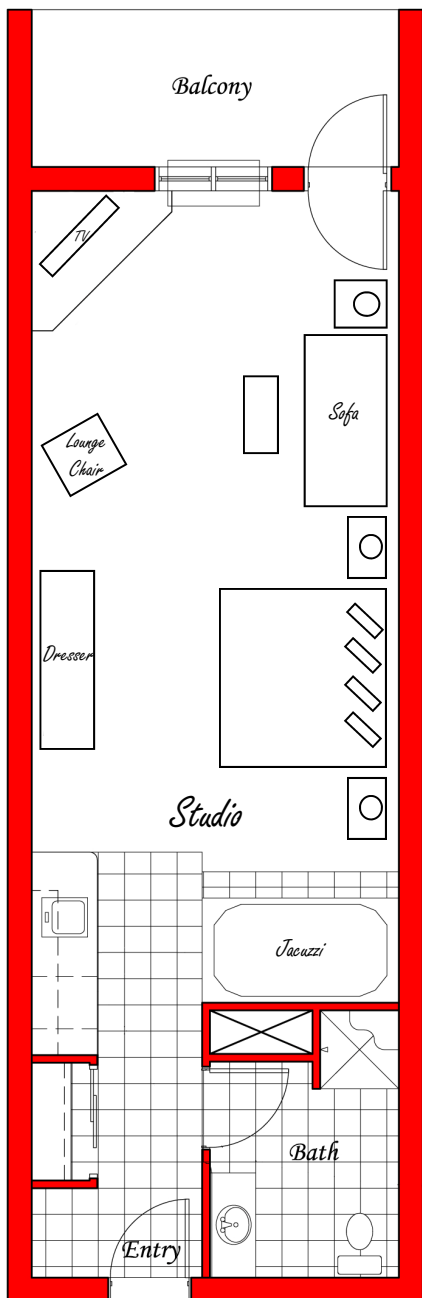 Balcony
TV
Sofa
Lounge
Chair
Dresser
Studio
Jacuzzi
Bath
Entry